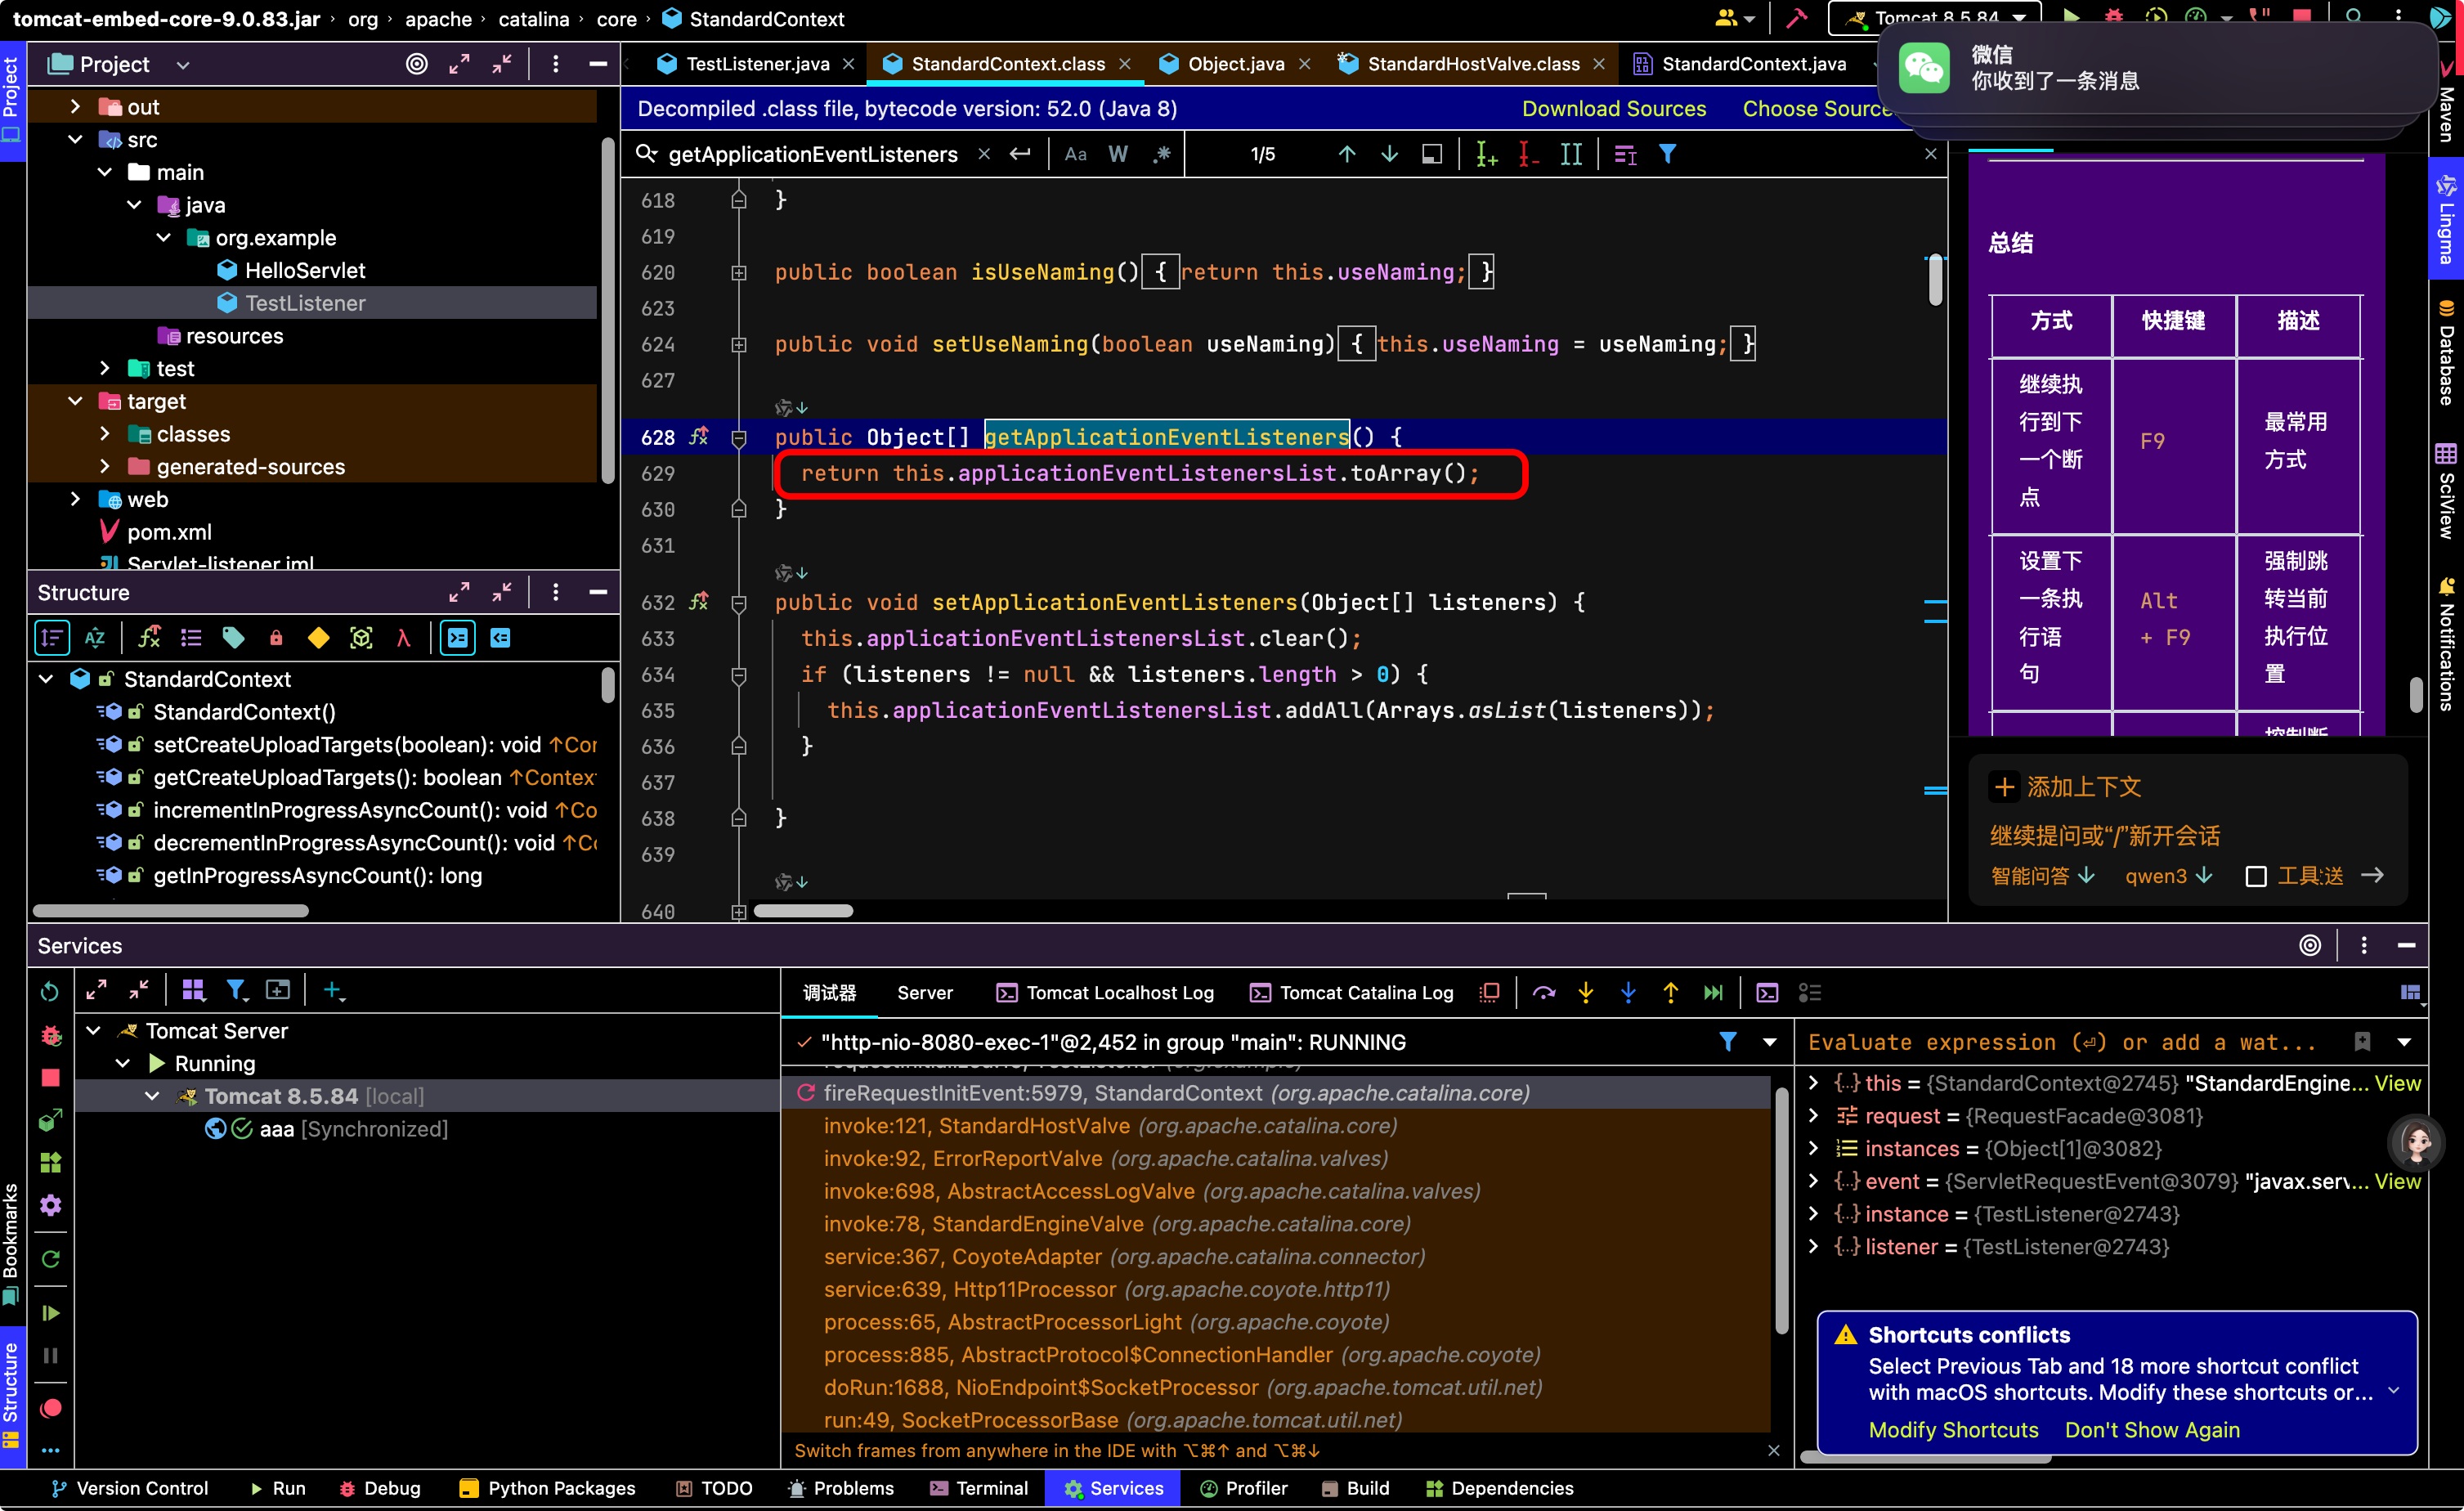 tomcat-embed-core-9.0.83.jar › org › apache › catalina › core › StandardContext
Tomcat 8.5.84
微信
你收到了一条消息
Project
out
src
main
java
org.example
HelloServlet
TestListener
resources
test
target
classes
generated-sources
web
pom.xml
Servlet-listener.iml
TestListener.java
StandardContext.class
Object.java
StandardHostValve.class
StandardContext.java
Decompiled .class file, bytecode version: 52.0 (Java 8)
Download Sources
getApplicationEventListeners
Aa W .*
1/5
618 }
619
620 public boolean isUseNaming() { return this.useNaming; }
623
624 public void setUseNaming(boolean useNaming) { this.useNaming = useNaming; }
627
628 public Object[] getApplicationEventListeners() {
629 return this.applicationEventListenersList.toArray();
630 }
631
632 public void setApplicationEventListeners(Object[] listeners) {
633 this.applicationEventListenersList.clear();
634 if (listeners != null && listeners.length > 0) {
635 this.applicationEventListenersList.addAll(Arrays.asList(listeners));
636 }
637
638 }
639
640
总结
方式 快捷键 描述
继续执
行到下
一个断
点
F9
最常用
方式
设置下
一条执
行语
句
Alt
+ F9
强制跳
转当前
执行位
置
添加上下文
继续提问或“/”新开会话
智能问答 qwen3 工具 送
Maven
Lingma
Database
SciView
Notifications
Project
Bookmarks
Structure
Structure
StandardContext
StandardContext()
setCreateUploadTargets(boolean): void ↑Con
getCreateUploadTargets(): boolean ↑Contex
incrementInProgressAsyncCount(): void ↑Co
decrementInProgressAsyncCount(): void ↑Co
getInProgressAsyncCount(): long
Services
Tomcat Server
Running
Tomcat 8.5.84 [local]
aaa [Synchronized]
调试器
Server
Tomcat Localhost Log
Tomcat Catalina Log
"http-nio-8080-exec-1"@2,452 in group "main": RUNNING
fireRequestInitEvent:5979, StandardContext (org.apache.catalina.core)
invoke:121, StandardHostValve (org.apache.catalina.core)
invoke:92, ErrorReportValve (org.apache.catalina.valves)
invoke:698, AbstractAccessLogValve (org.apache.catalina.valves)
invoke:78, StandardEngineValve (org.apache.catalina.core)
service:367, CoyoteAdapter (org.apache.catalina.connector)
service:639, Http11Processor (org.apache.coyote.http11)
process:65, AbstractProcessorLight (org.apache.coyote)
process:885, AbstractProtocol$ConnectionHandler (org.apache.coyote)
doRun:1688, NioEndpoint$SocketProcessor (org.apache.tomcat.util.net)
run:49, SocketProcessorBase (org.apache.tomcat.util.net)
Switch frames from anywhere in the IDE with ⌥⌘↑ and ⌥⌘↓
Evaluate expression (⏎) or add a wat...
this = {StandardContext@2745} "StandardEngine... View
request = {RequestFacade@3081}
instances = {Object[1]@3082}
event = {ServletRequestEvent@3079} "javax.serv... View
instance = {TestListener@2743}
listener = {TestListener@2743}
Shortcuts conflicts
Select Previous Tab and 18 more shortcut conflict
with macOS shortcuts. Modify these shortcuts or...
Modify Shortcuts Don't Show Again
Version Control
Run
Debug
Python Packages
TODO
Problems
Terminal
Services
Profiler
Build
Dependencies